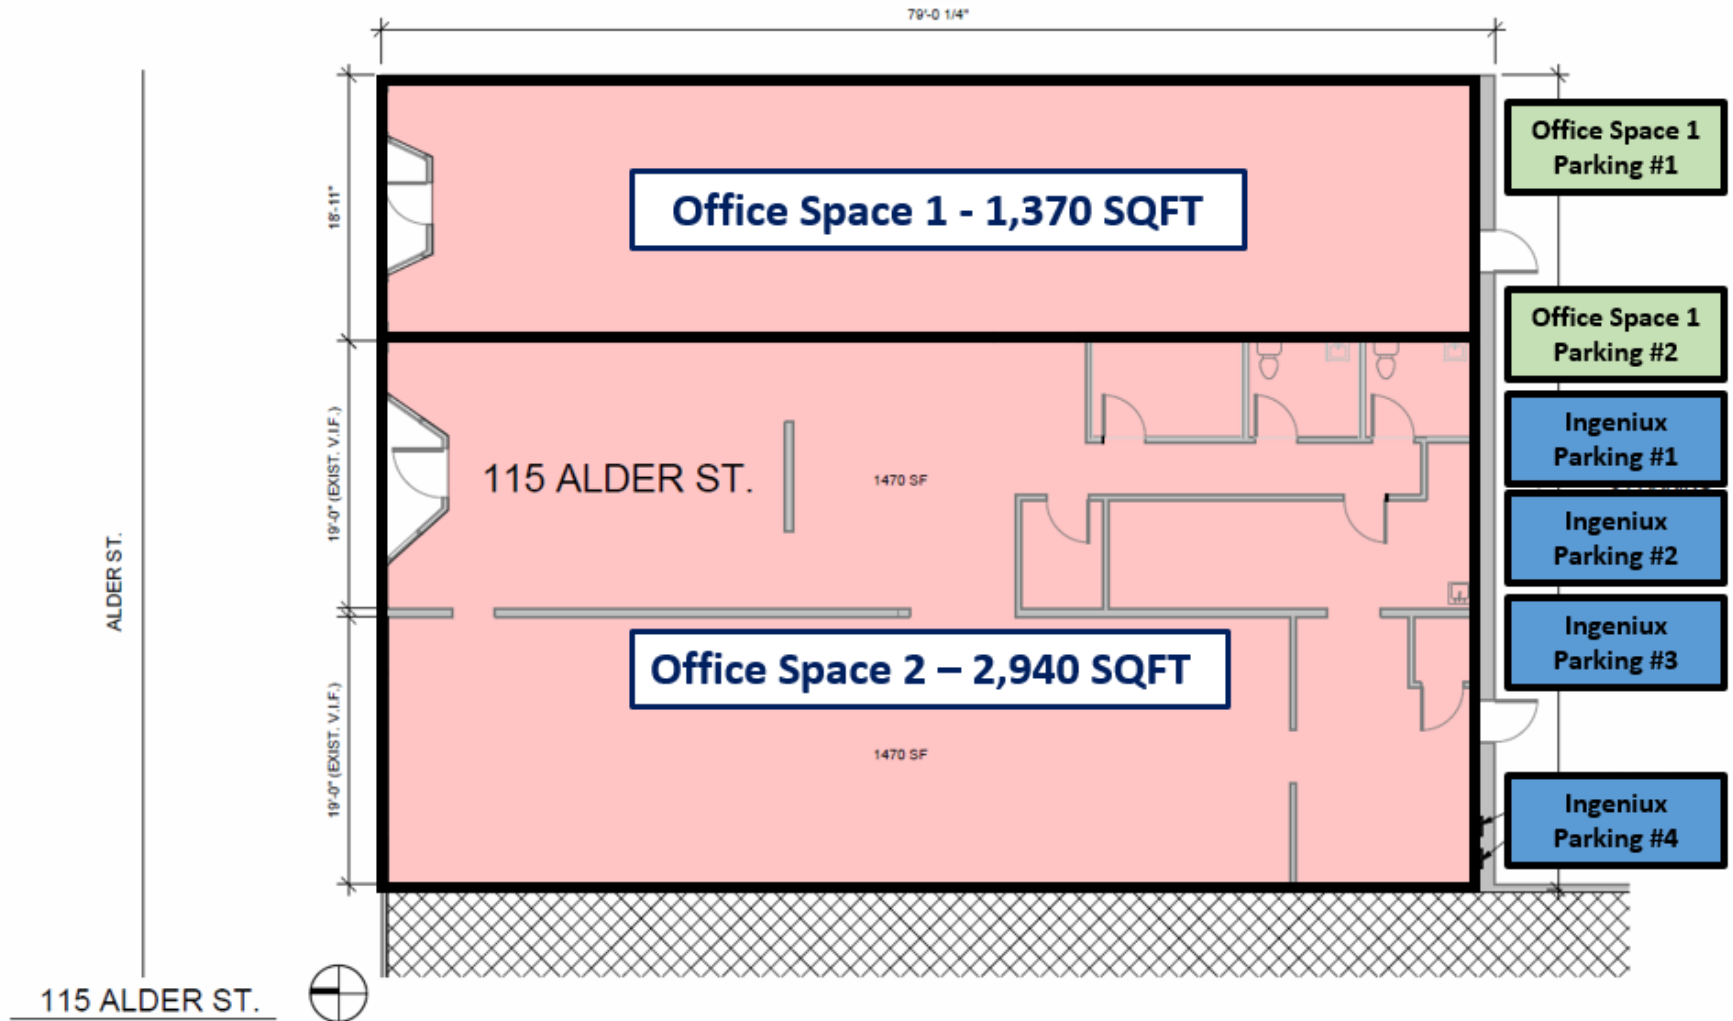 79'-0 1/4"
18'-11"
Office Space 1 - 1,370 SQFT
Office Space 1
Parking #1
Office Space 1
Parking #2
19'-0" (EXIST. V.I.F.)
115 ALDER ST.
1470 SF
Ingeniux
Parking #1
Ingeniux
Parking #2
ALDER ST.
Office Space 2 – 2,940 SQFT
Ingeniux
Parking #3
19'-0" (EXIST. V.I.F.)
1470 SF
Ingeniux
Parking #4
115 ALDER ST.